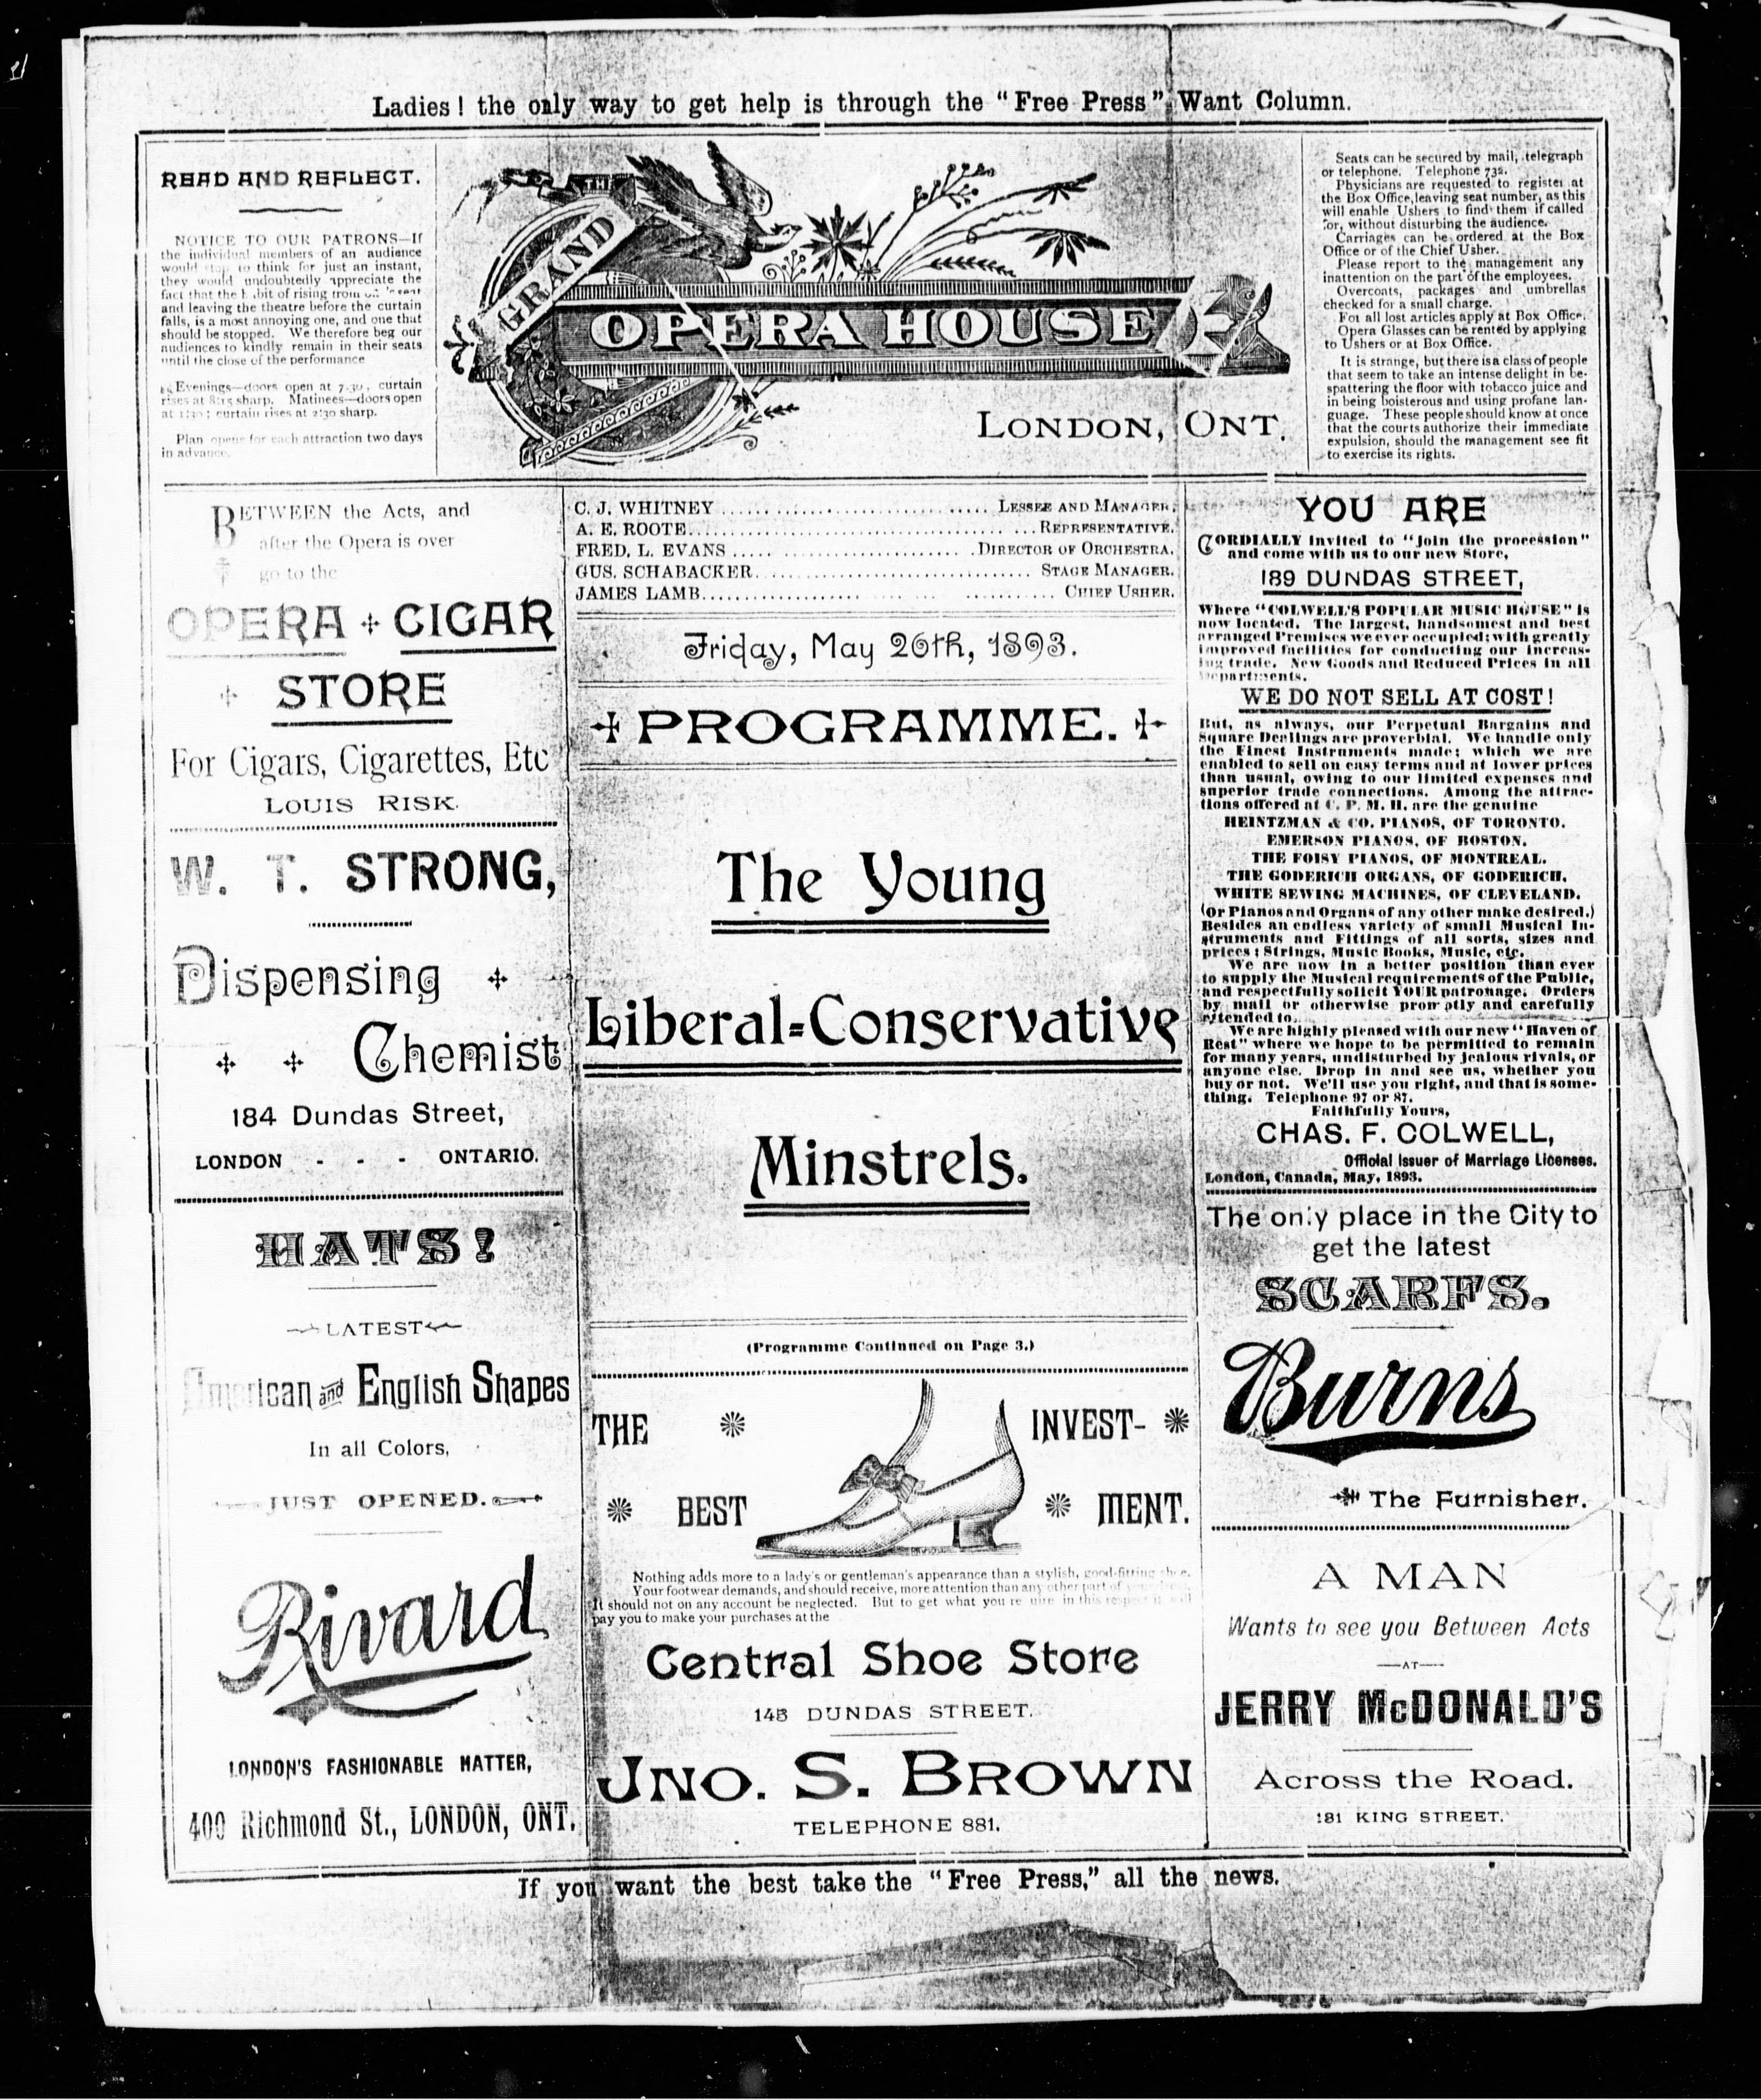 Ladies! the only way to get help is through the "Free Press" Want Column.
READ AND REFLECT.
NOTICE TO OUR PATRONS—If
the individual members of an audience
would stop to think for just an instant,
they would undoubtedly appreciate the
fact that the habit of rising from
and leaving the theatre before the curtain
falls, is a most annoying one, and one that
should be stopped. We therefore beg our
audiences to kindly remain in their seats
until the close of the performance
Evenings—doors open at 7.30, curtain
rises at 8:15 sharp. Matinees—doors open
at 1:30; curtain rises at 2:30 sharp.
Plan opens for each attraction two days
in advance.
THE
GRAND
OPERA HOUSE
LONDON, ONT.
Seats can be secured by mail, telegraph
or telephone. Telephone 732.
Physicians are requested to register at
the Box Office, leaving seat number, as this
will enable Ushers to find them if called
for, without disturbing the audience.
Carriages can be ordered at the Box
Office or of the Chief Usher.
Please report to the management any
inattention on the part of the employees.
Overcoats, packages and umbrellas
checked for a small charge.
For all lost articles apply at Box Office.
Opera Glasses can be rented by applying
to Ushers or at Box Office.
It is strange, but there is a class of people
that seem to take an intense delight in be-
spattering the floor with tobacco juice and
in being boisterous and using profane lan-
guage. These people should know at once
that the courts authorize their immediate
expulsion, should the management see fit
to exercise its rights.
BETWEEN the Acts, and
after the Opera is over
go to the
OPERA CIGAR
STORE
For Cigars, Cigarettes, Etc
LOUIS RISK.
W. T. STRONG,
Dispensing
Chemist
184 Dundas Street,
LONDON - - - ONTARIO.
HATS!
LATEST
American and English Shapes
In all Colors,
JUST OPENED.
Rivard
LONDON'S FASHIONABLE HATTER,
400 Richmond St., LONDON, ONT.
C. J. WHITNEY ........ LESSEE AND MANAGER.
A. E. ROOTE ........ REPRESENTATIVE.
FRED. L. EVANS ........ DIRECTOR OF ORCHESTRA.
GUS. SCHABACKER ........ STAGE MANAGER.
JAMES LAMB ........ CHIEF USHER.
Friday, May 26th, 1893.
PROGRAMME.
The Young
Liberal-Conservative
Minstrels.
(Programme Continued on Page 3.)
THE INVEST-
BEST MENT.
Nothing adds more to a lady's or gentleman's appearance than a stylish, good-fitting shoe.
Your footwear demands, and should receive, more attention than any other part of your
It should not on any account be neglected. But to get what you require in this respect it will
pay you to make your purchases at the
Central Shoe Store
145 DUNDAS STREET.
JNO. S. BROWN
TELEPHONE 881.
YOU ARE
CORDIALLY invited to "join the procession"
and come with us to our new Store,
189 DUNDAS STREET,
Where "COLWELL'S POPULAR MUSIC HOUSE" is
now located. The largest, handsomest and best
arranged Premises we ever occupied; with greatly
improved facilities for conducting our increas-
ing trade. New Goods and Reduced Prices in all
Departments.
WE DO NOT SELL AT COST!
But, as always, our Perpetual Bargains and
Square Dealings are proverbial. We handle only
the Finest Instruments made; which we are
enabled to sell on easy terms and at lower prices
than usual, owing to our limited expenses and
superior trade connections. Among the attrac-
tions offered at C. P. M. H. are the genuine
HEINTZMAN & CO. PIANOS, OF TORONTO.
EMERSON PIANOS, OF BOSTON.
THE FOISY PIANOS, OF MONTREAL.
THE GODERICH ORGANS, OF GODERICH.
WHITE SEWING MACHINES, OF CLEVELAND.
(Or Pianos and Organs of any other make desired.)
Besides an endless variety of small Musical In-
struments and Fittings of all sorts, sizes and
prices: Strings, Music Books, Music, etc.
We are now in a better position than ever
to supply the Musical requirements of the Public,
and respectfully solicit YOUR patronage. Orders
by mail or otherwise promptly and carefully
attended to.
We are highly pleased with our new "Haven of
Rest" where we hope to be permitted to remain
for many years, undisturbed by jealous rivals, or
anyone else. Drop in and see us, whether you
buy or not. We'll use you right, and that is some-
thing. Telephone 97 or 87.
Faithfully Yours,
CHAS. F. COLWELL,
Official Issuer of Marriage Licenses.
London, Canada, May, 1893.
The only place in the City to
get the latest
SCARFS.
Burns
The Furnisher.
A MAN
Wants to see you Between Acts
—AT—
JERRY McDONALD'S
Across the Road.
181 KING STREET.
If you want the best take the "Free Press," all the news.